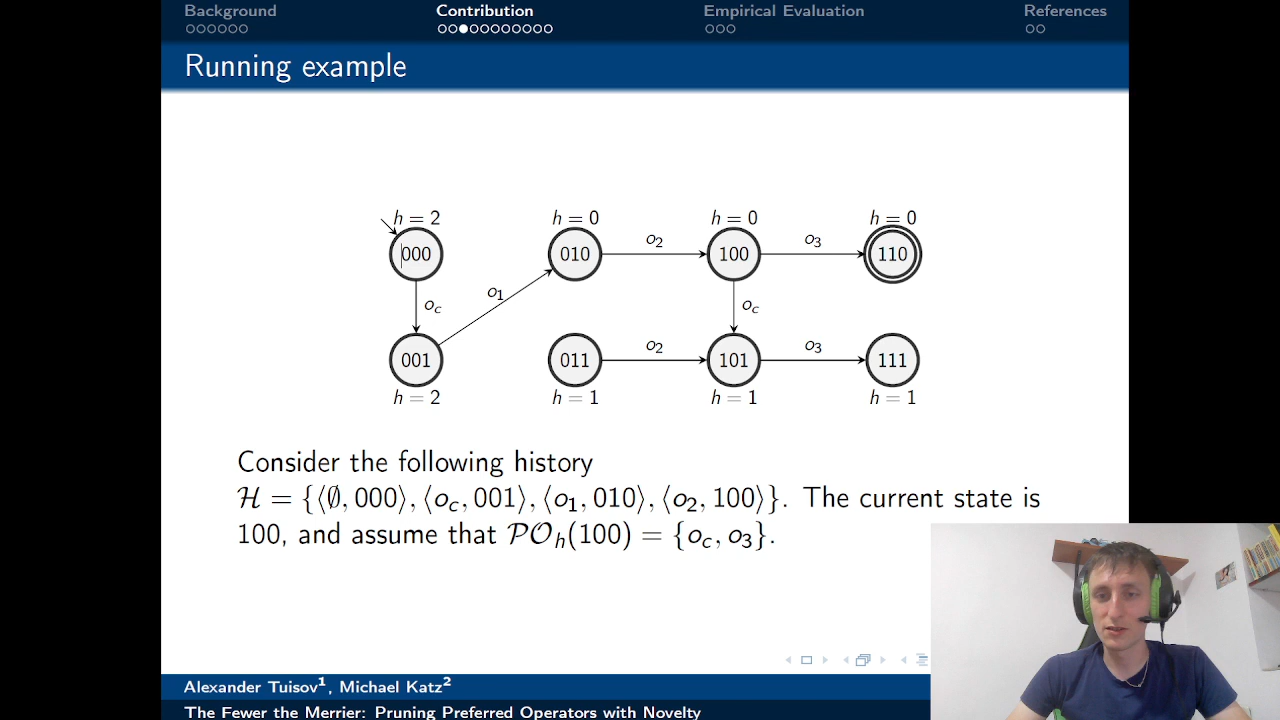 Background Contribution Empirical Evaluation References
Running example
h = 2 h = 0 h = 0 h = 0
000 010 100 110
o2 o3
oc o1 oc
001 011 101 111
o2 o3
h = 2 h = 1 h = 1 h = 1
Consider the following history
ℋ = {⟨∅, 000⟩, ⟨oc, 001⟩, ⟨o1, 010⟩, ⟨o2, 100⟩}. The current state is
100, and assume that 𝒫𝒪h(100) = {oc, o3}.
Alexander Tuisov¹, Michael Katz²
The Fewer the Merrier: Pruning Preferred Operators with Novelty